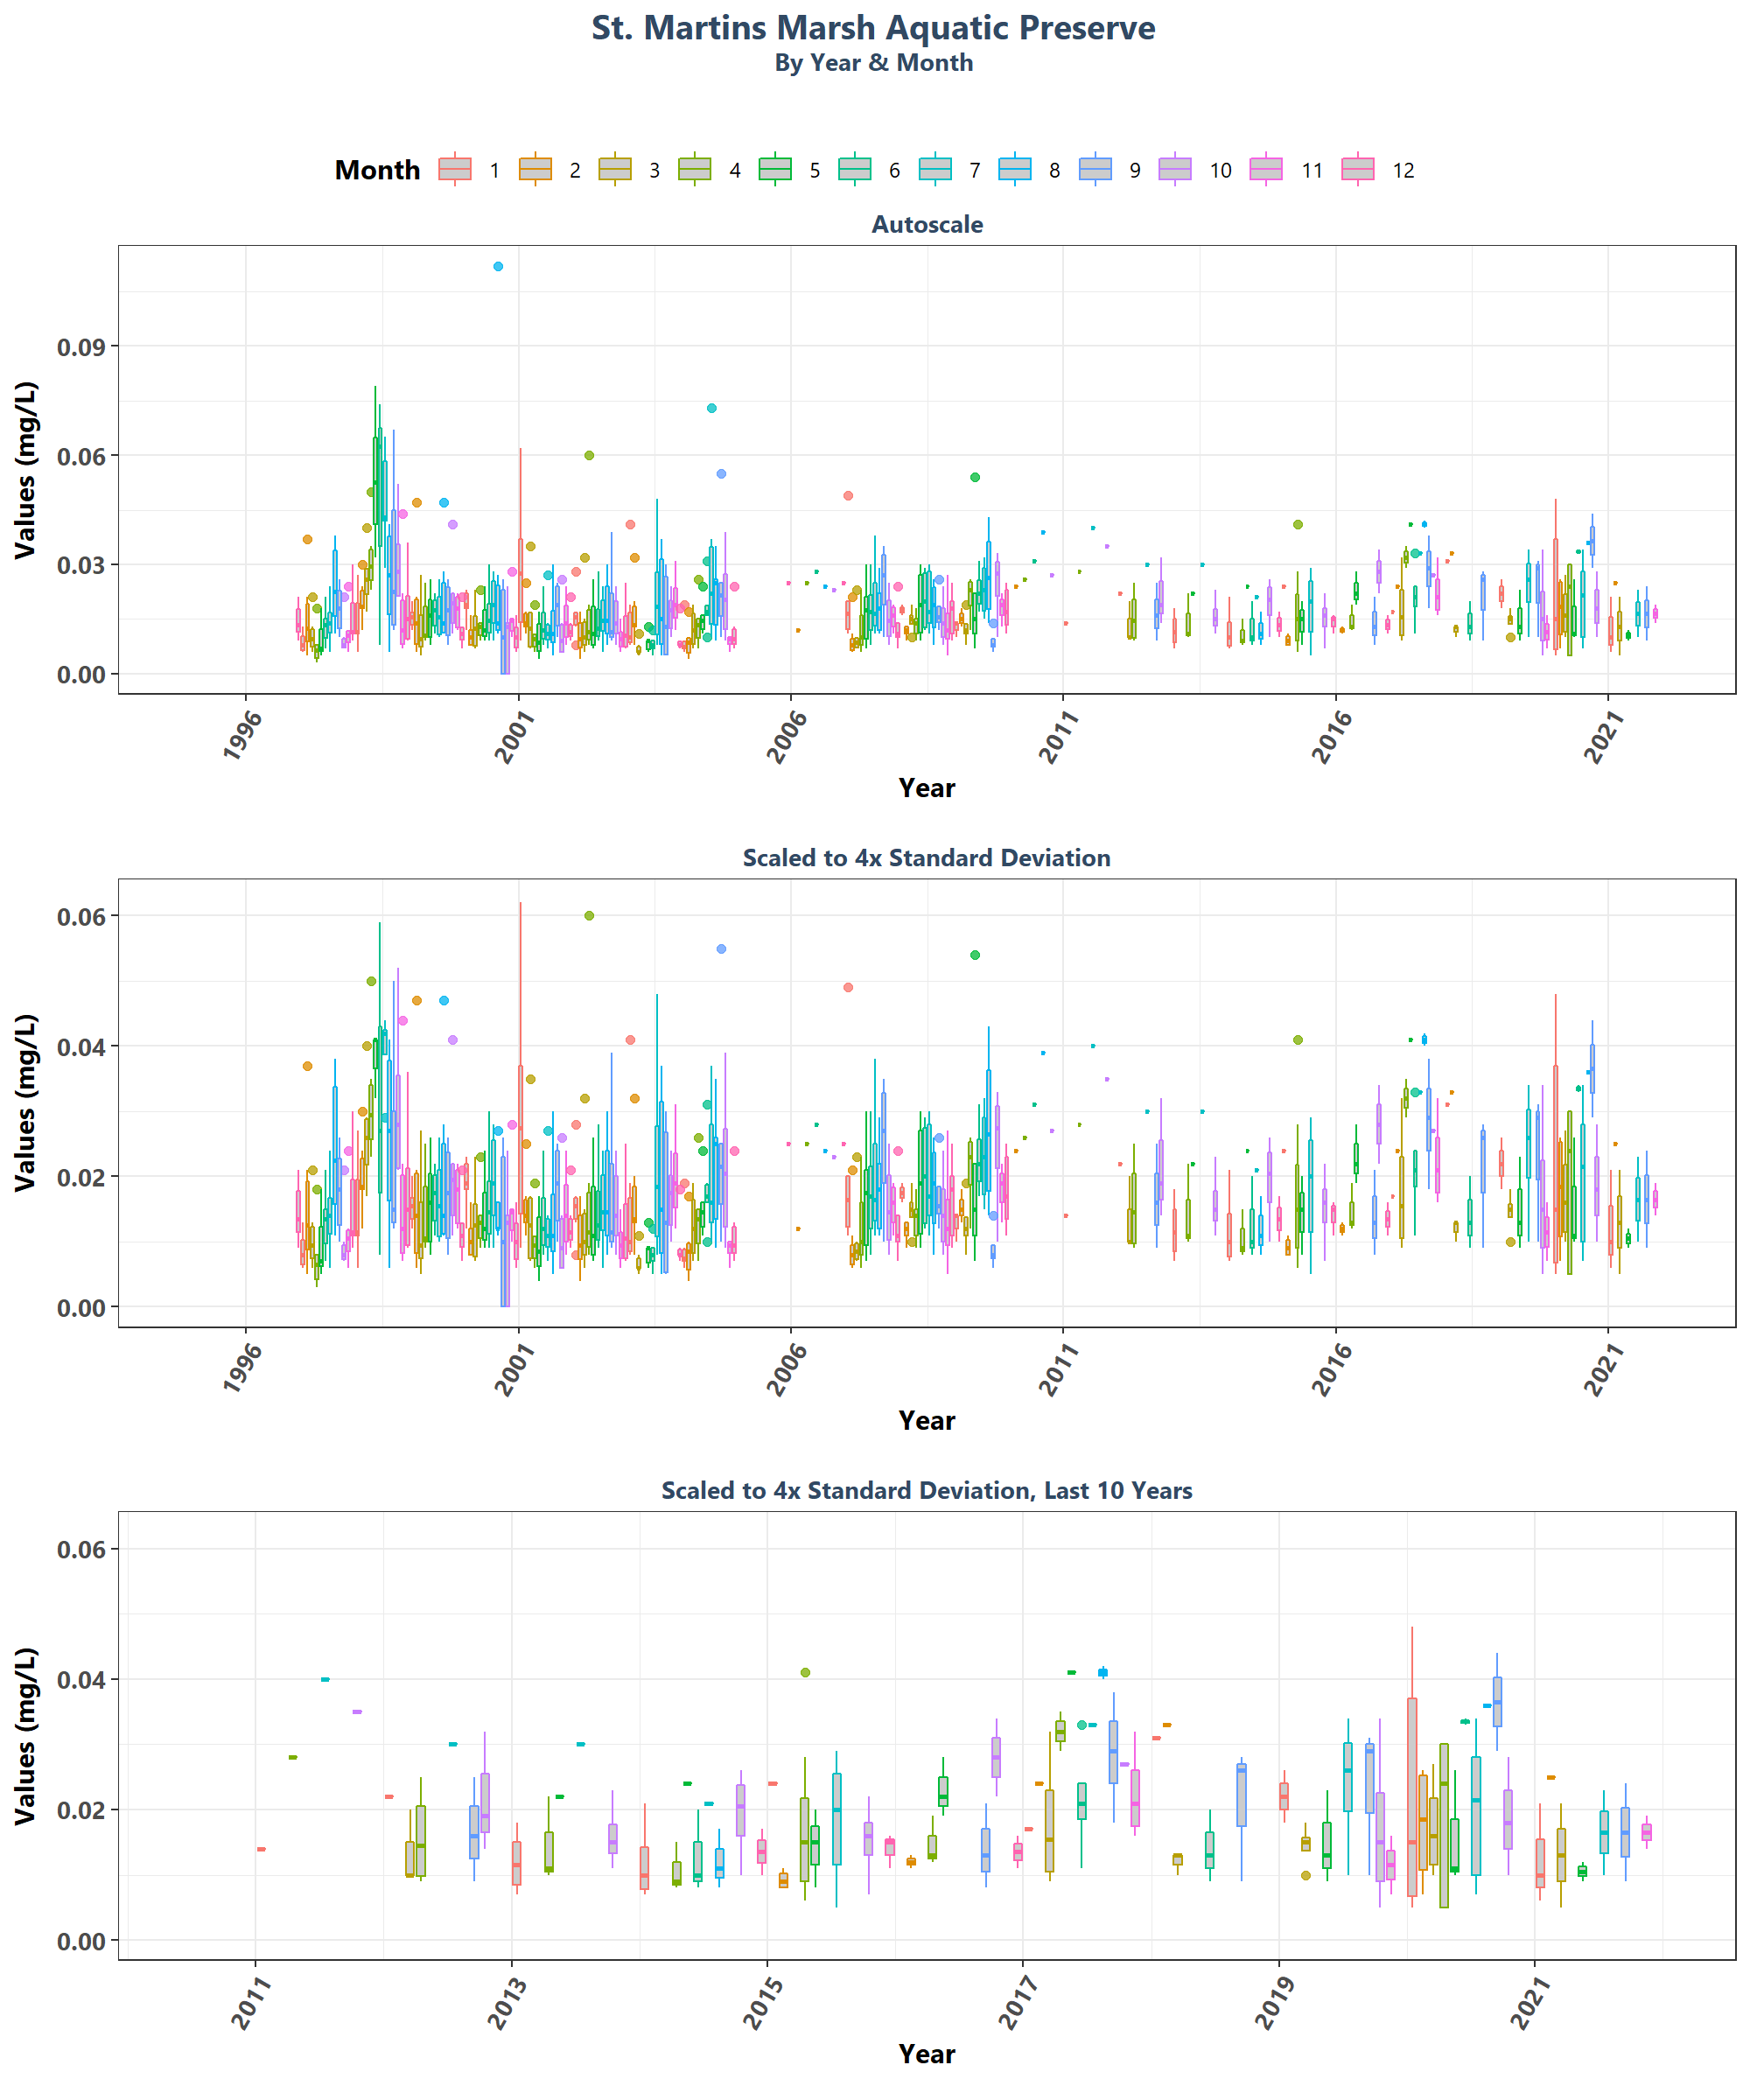 St. Martins Marsh Aquatic Preserve
By Year & Month
Month 1 2 3 4 5 6 7 8 9 10 11 12
Autoscale
Values (mg/L)
0.09
0.06
0.03
0.00
1996 2001 2006 2011 2016 2021
Year
Scaled to 4x Standard Deviation
Values (mg/L)
0.06
0.04
0.02
0.00
1996 2001 2006 2011 2016 2021
Year
Scaled to 4x Standard Deviation, Last 10 Years
Values (mg/L)
0.06
0.04
0.02
0.00
2011 2013 2015 2017 2019 2021
Year